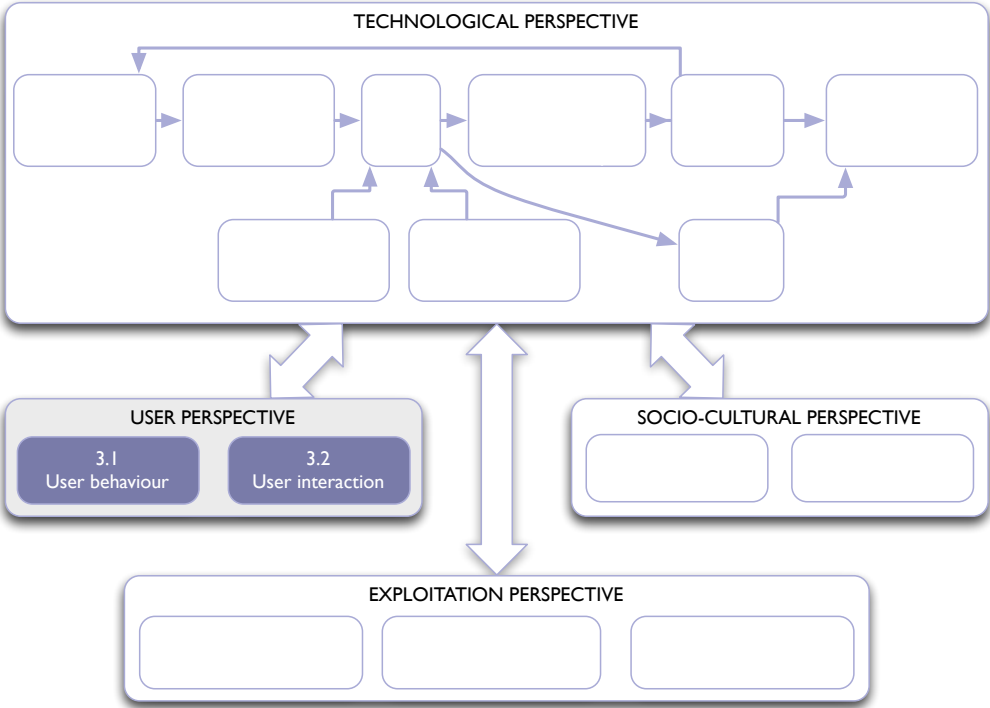 TECHNOLOGICAL PERSPECTIVE
USER PERSPECTIVE
3.1
User behaviour
3.2
User interaction
SOCIO-CULTURAL PERSPECTIVE
EXPLOITATION PERSPECTIVE